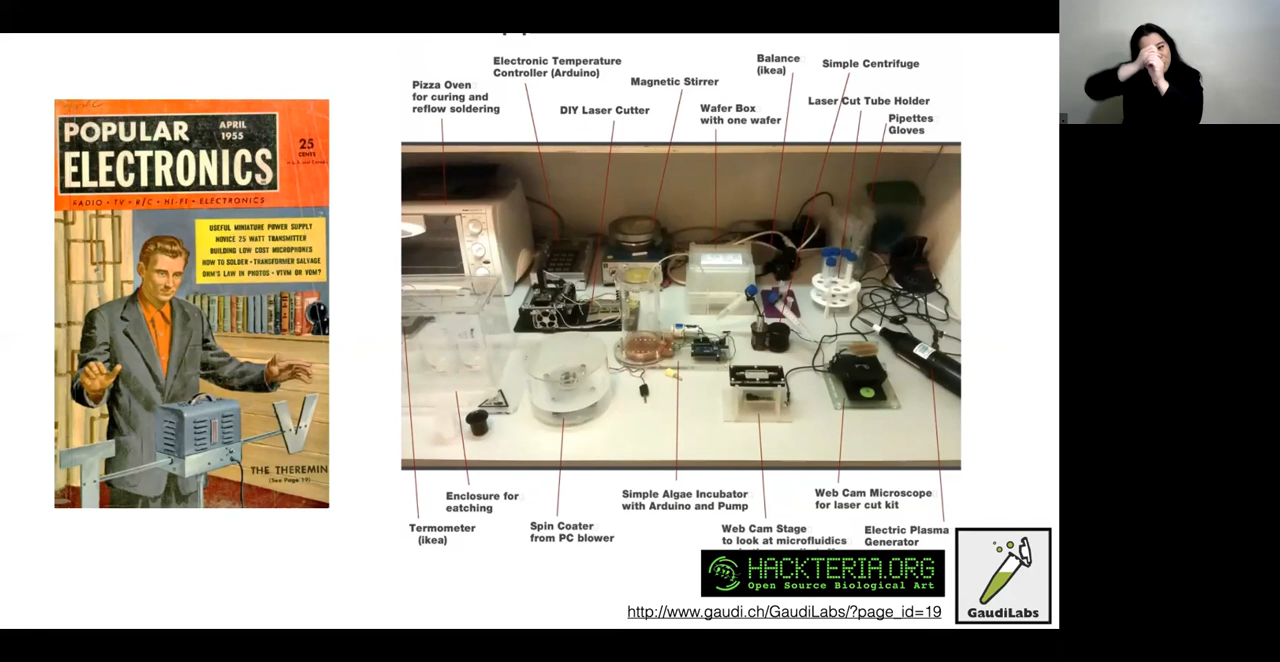 POPULAR
APRIL
1955
ELECTRONICS
25
CENTS
RADIO • TV • R/C • HI-FI • ELECTRONICS
USEFUL MINIATURE POWER SUPPLY
NOVICE 25 WATT TRANSMITTER
BUILDING LOW COST MICROPHONES
HOW TO SOLDER • TRANSFORMER SALVAGE
OHM'S LAW IN PHOTOS • VTVM OR VOM?
THE THEREMIN
(See Page 39)
Pizza Oven
for curing and
reflow soldering
Electronic Temperature
Controller (Arduino)
DIY Laser Cutter
Magnetic Stirrer
Wafer Box
with one wafer
Balance
(ikea)
Simple Centrifuge
Laser Cut Tube Holder
Pipettes
Gloves
Termometer
(ikea)
Enclosure for
eatching
Spin Coater
from PC blower
Simple Algae Incubator
with Arduino and Pump
Web Cam Stage
to look at microfluidics
Web Cam Microscope
for laser cut kit
Electric Plasma
Generator
HACKTERIA.ORG
Open Source Biological Art
GaudiLabs
http://www.gaudi.ch/GaudiLabs/?page_id=19